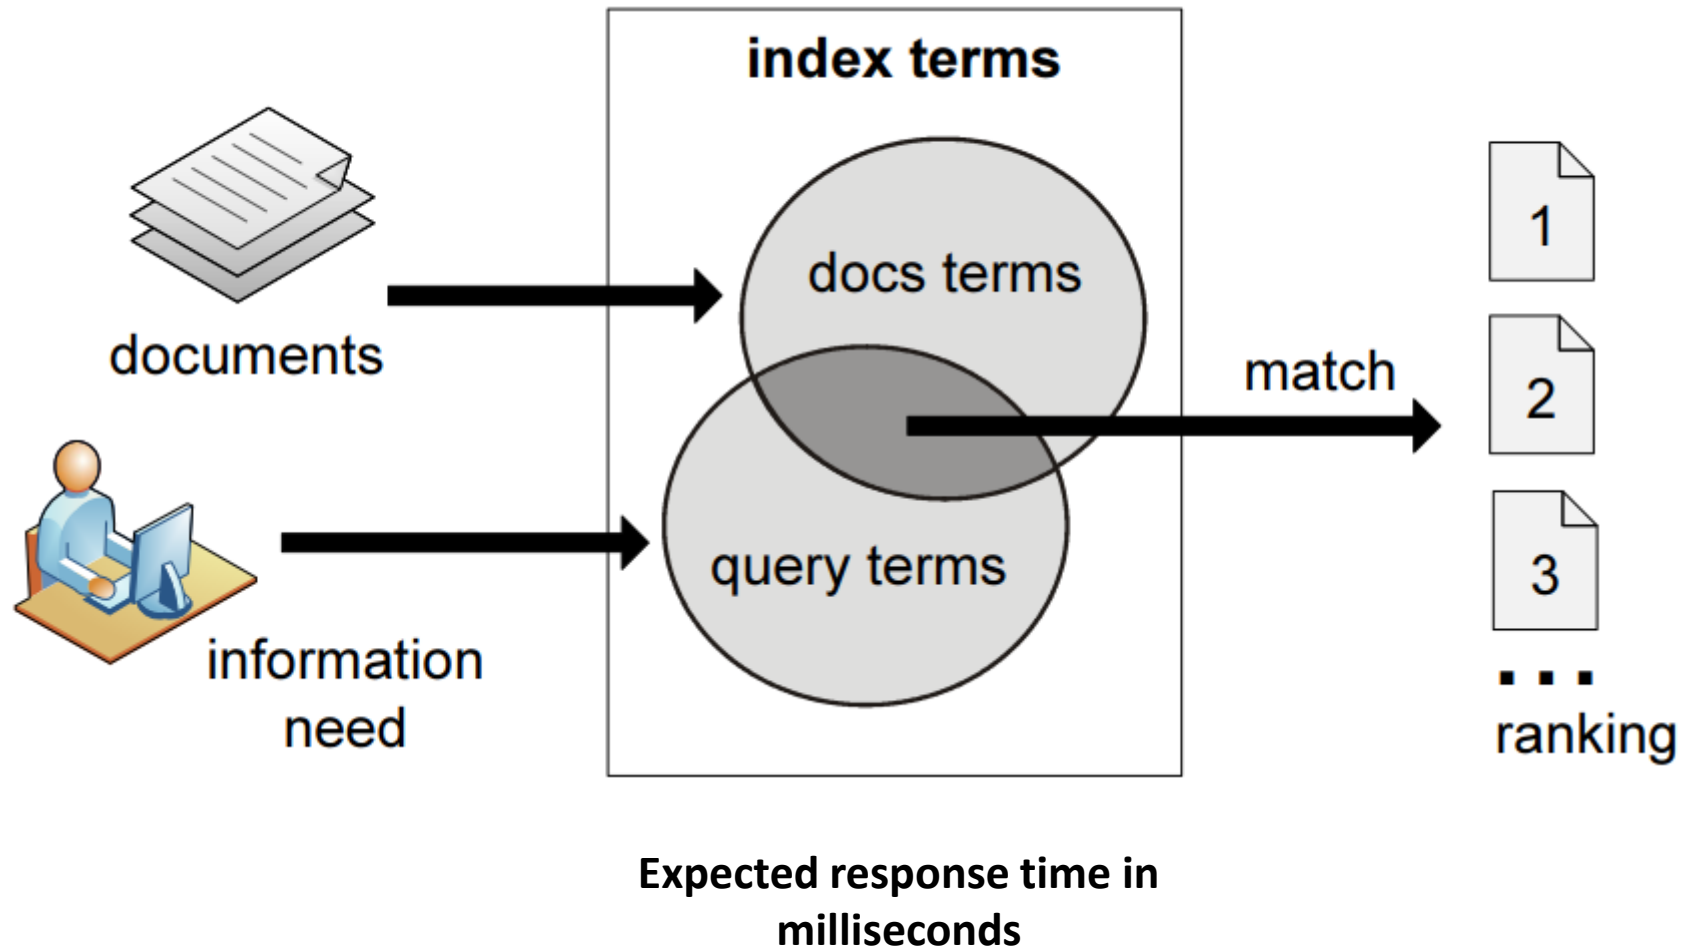 index terms
documents
information
need
docs terms
query terms
match
1
2
3
...
ranking
Expected response time in
milliseconds